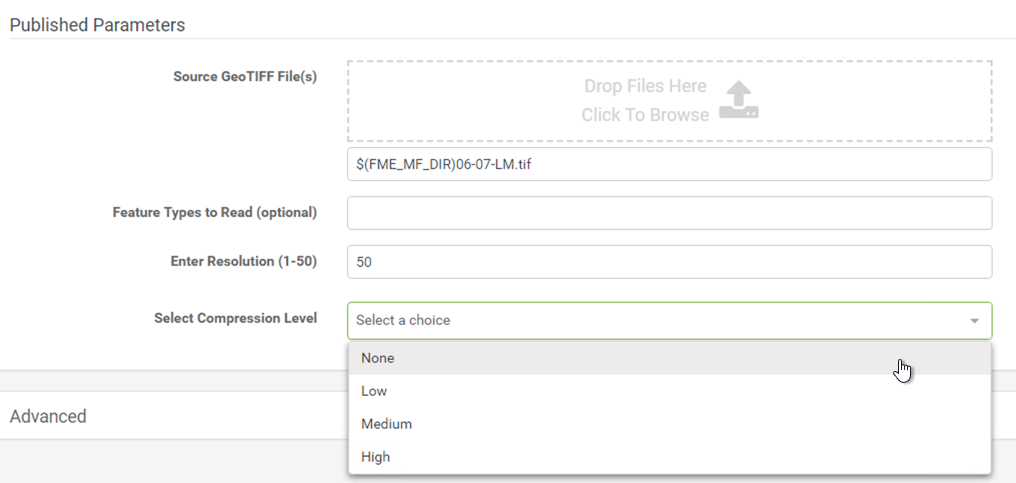 Published Parameters
Source GeoTIFF File(s)
Drop Files Here
Click To Browse
$(FME_MF_DIR)06-07-LM.tif
Feature Types to Read (optional)
Enter Resolution (1-50)
50
Select Compression Level
Select a choice
None
Low
Medium
High
Advanced